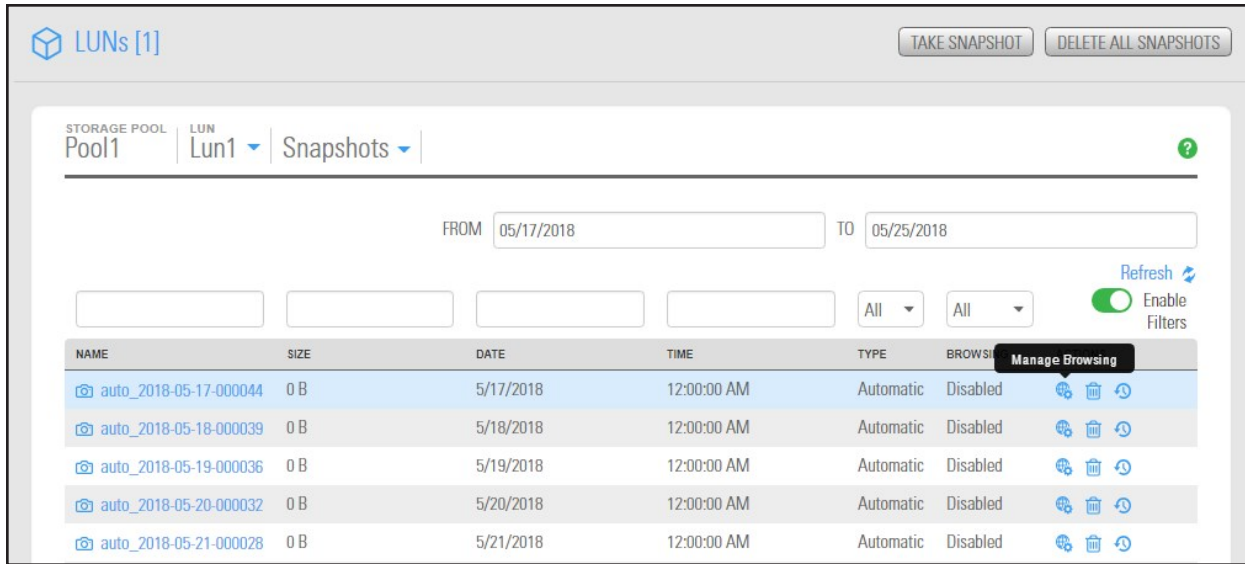 LUNs [1]
TAKE SNAPSHOT
DELETE ALL SNAPSHOTS
STORAGE POOL
LUN
Pool1
Lun1
Snapshots
?
FROM 05/17/2018 TO 05/25/2018
Refresh
All All Enable
Filters
NAME SIZE DATE TIME TYPE Manage Browsing
auto_2018-05-17-000044 0 B 5/17/2018 12:00:00 AM Automatic Disabled
auto_2018-05-18-000039 0 B 5/18/2018 12:00:00 AM Automatic Disabled
auto_2018-05-19-000036 0 B 5/19/2018 12:00:00 AM Automatic Disabled
auto_2018-05-20-000032 0 B 5/20/2018 12:00:00 AM Automatic Disabled
auto_2018-05-21-000028 0 B 5/21/2018 12:00:00 AM Automatic Disabled